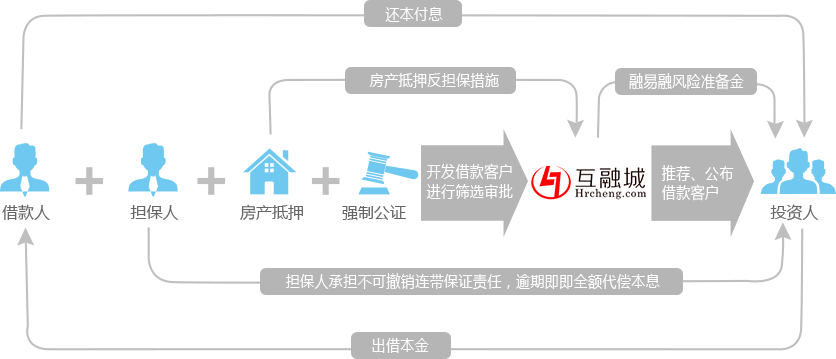 还本付息
房产抵押反担保措施
融易融风险准备金
开发借款客户
进行筛选审批
互融城
Hrcheng.com
推荐、公布
借款客户
借款人
担保人
房产抵押
强制公证
投资人
担保人承担不可撤销连带保证责任，逾期即即全额代偿本息
出借本金